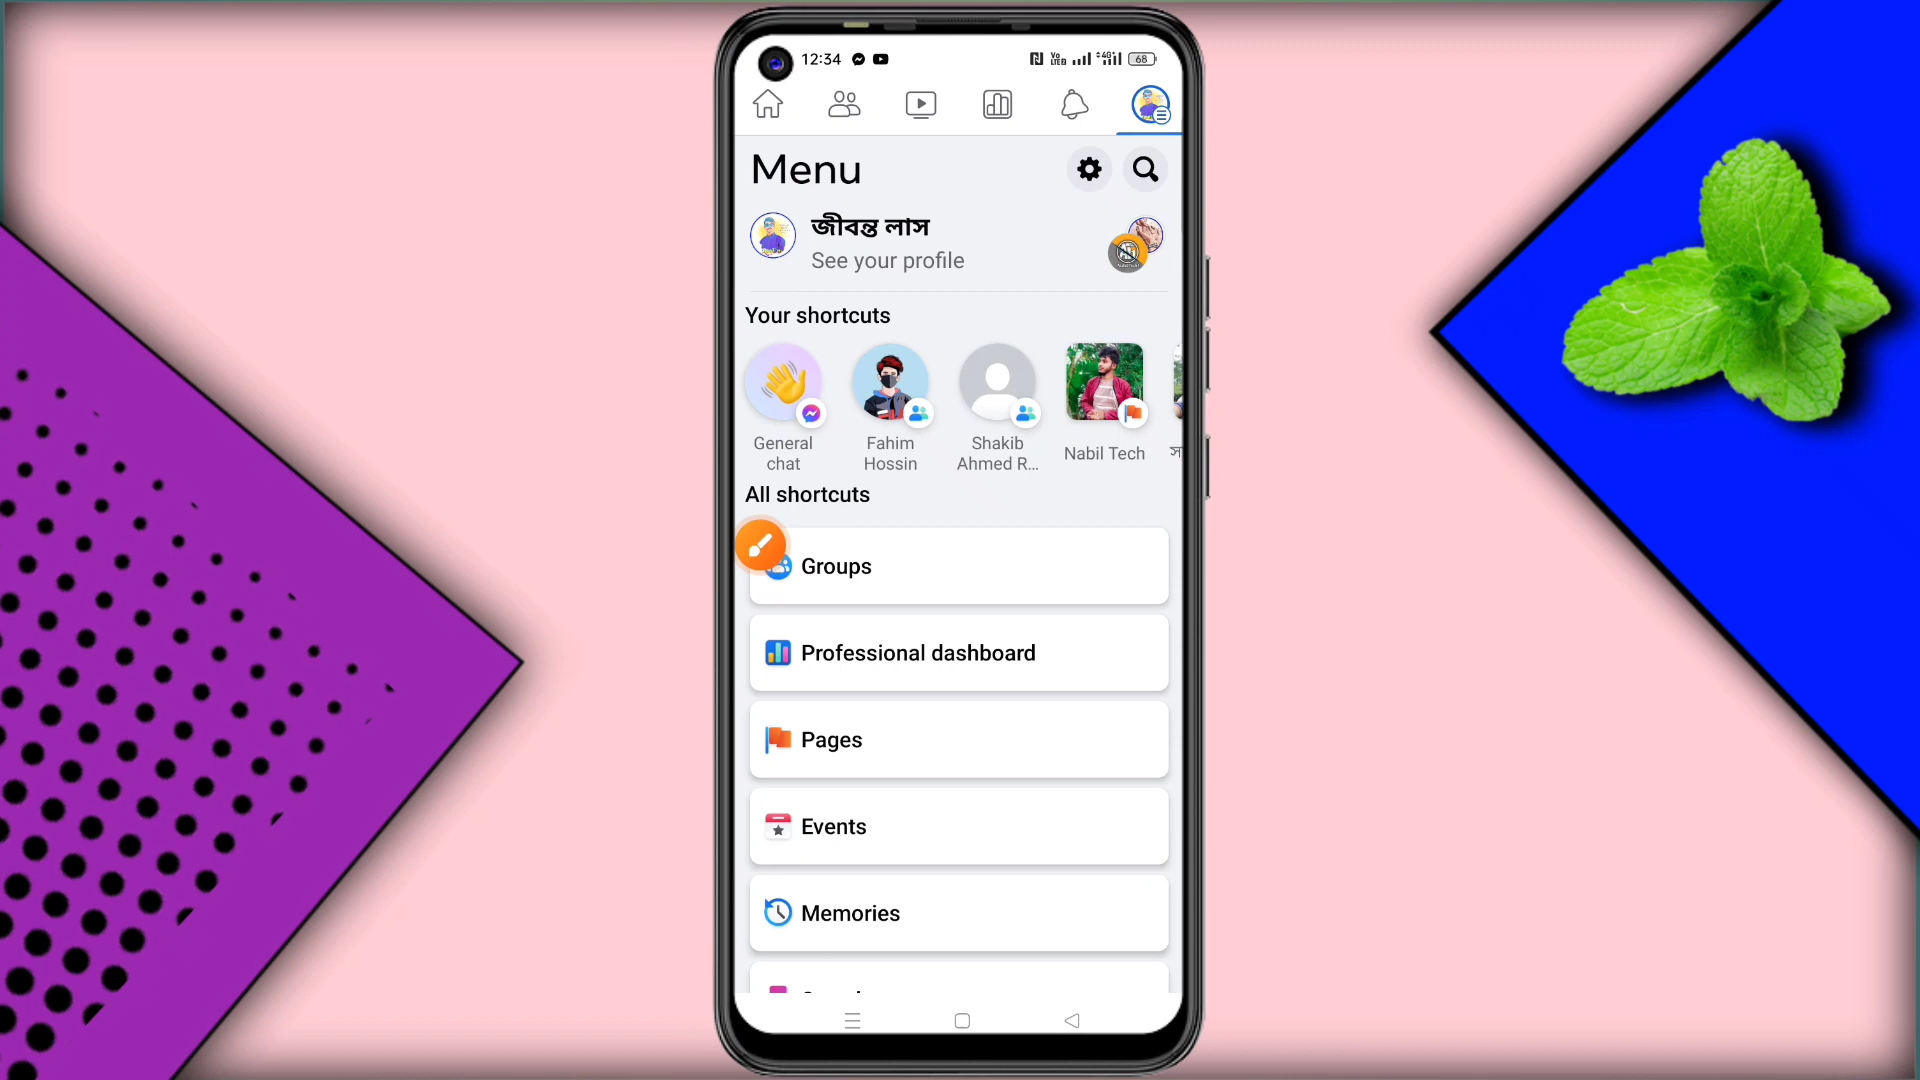 12:34
68
Menu
জীবন্ত লাস
See your profile
Your shortcuts
General chat
Fahim Hossin
Shakib Ahmed R...
Nabil Tech
All shortcuts
Groups
Professional dashboard
Pages
Events
Memories